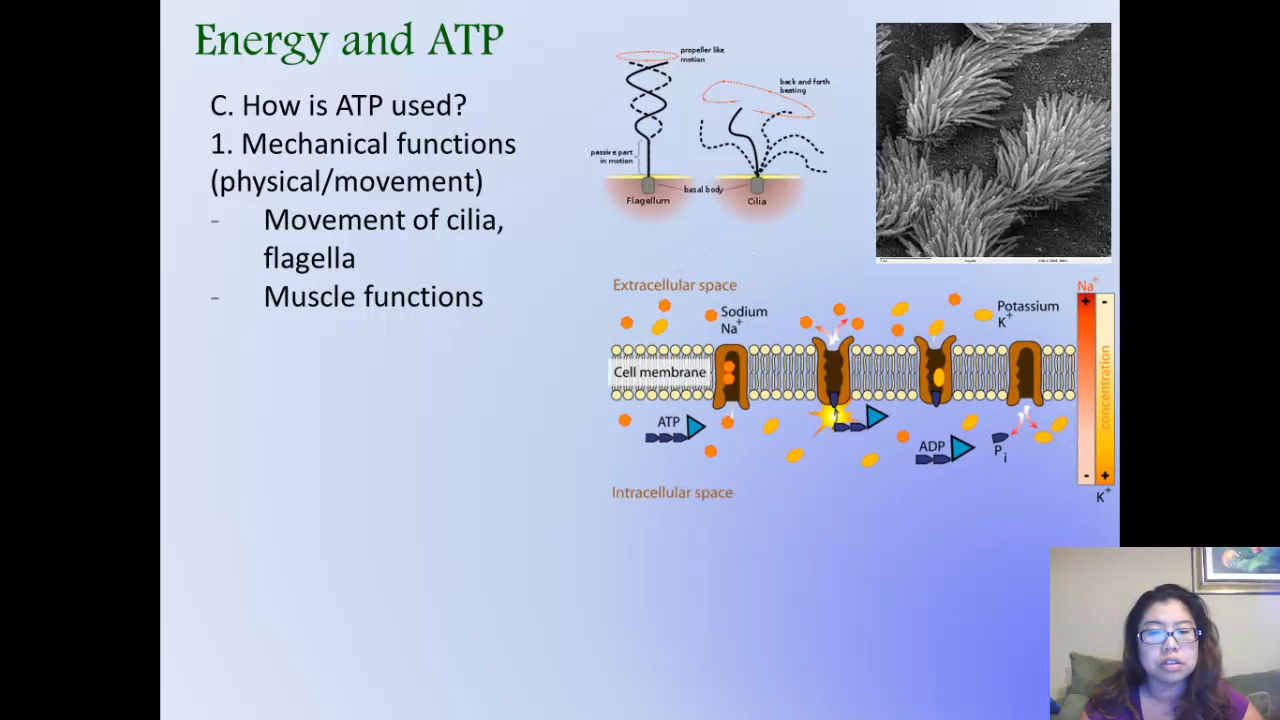 Energy and ATP
C. How is ATP used?
1. Mechanical functions
(physical/movement)
- Movement of cilia,
flagella
- Muscle functions
propeller like
motion
back and forth
beating
passive part
in motion
basal body
Flagellum
Cilia
Extracellular space
Na+
+
-
Sodium
Na+
Potassium
K+
Cell membrane
concentration
ATP
ADP
Pi
-
+
Intracellular space
K+